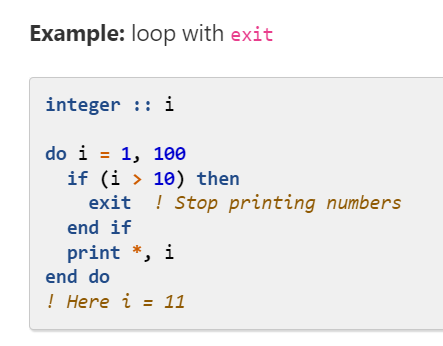 Example: loop with exit
integer :: i
do i = 1, 100
  if (i > 10) then
    exit  ! Stop printing numbers
  end if
  print *, i
end do
! Here i = 11